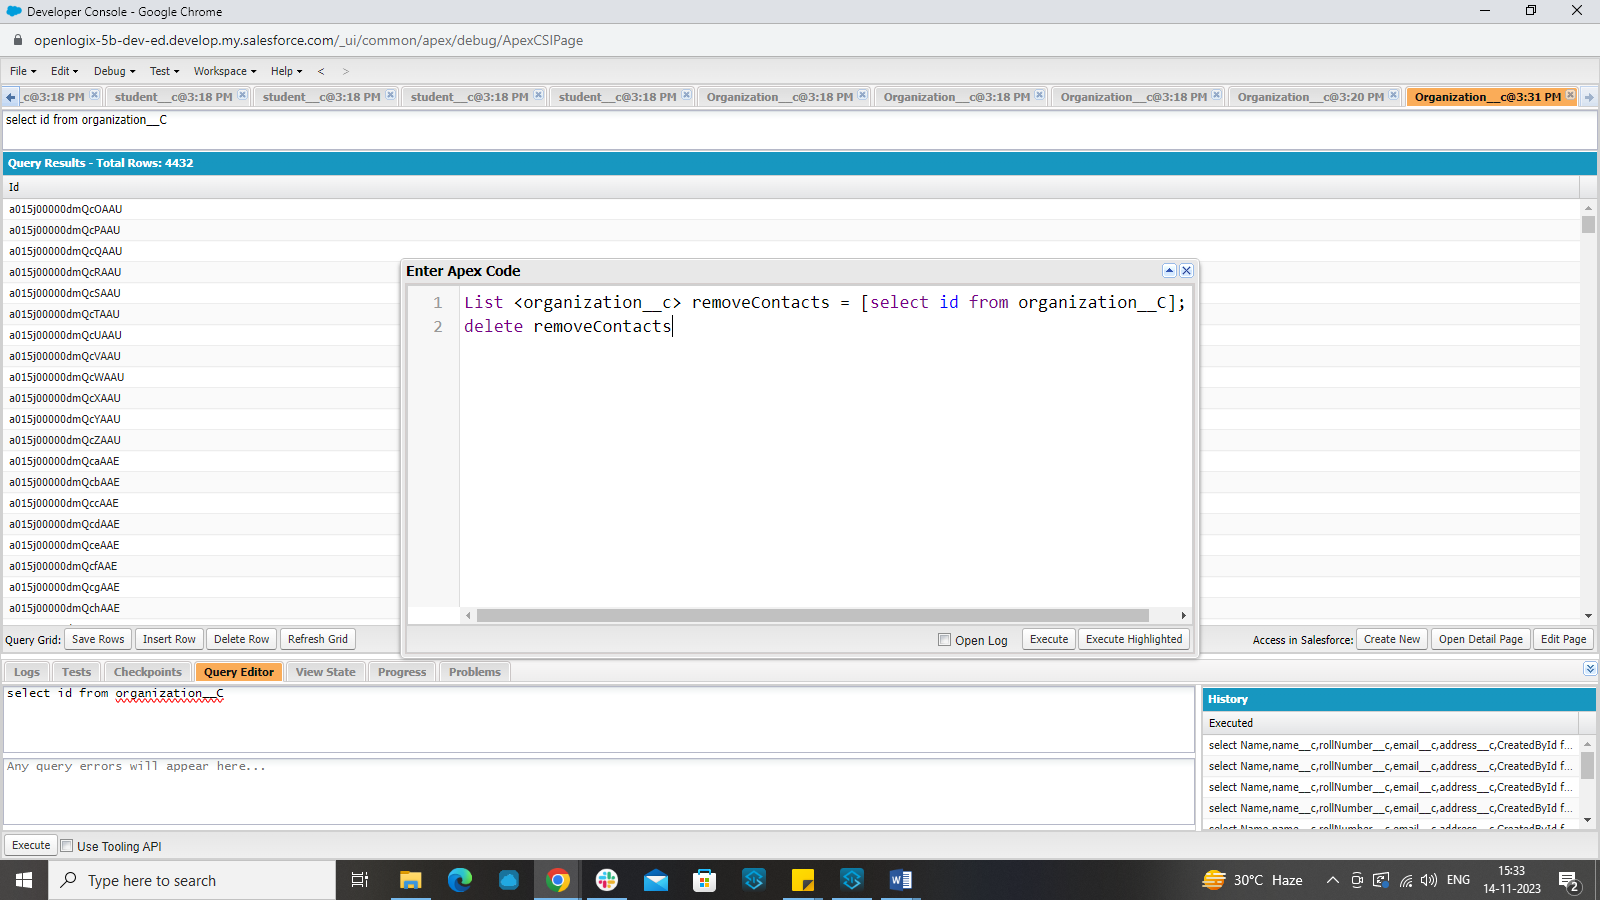 Developer Console - Google Chrome
openlogix-5b-dev-ed.develop.my.salesforce.com/_ui/common/apex/debug/ApexCSIPage
File Edit Debug Test Workspace Help < >
_c@3:18 PM student__c@3:18 PM student__c@3:18 PM student__c@3:18 PM student__c@3:18 PM Organization__c@3:18 PM Organization__c@3:18 PM Organization__c@3:18 PM Organization__c@3:20 PM Organization__c@3:31 PM
select id from organization__C
Query Results - Total Rows: 4432
Id
a015j00000dmQcOAAU
a015j00000dmQcPAAU
a015j00000dmQcQAAU
a015j00000dmQcRAAU
a015j00000dmQcSAAU
a015j00000dmQcTAAU
a015j00000dmQcUAAU
a015j00000dmQcVAAU
a015j00000dmQcWAAU
a015j00000dmQcXAAU
a015j00000dmQcYAAU
a015j00000dmQcZAAU
a015j00000dmQcaAAE
a015j00000dmQcbAAE
a015j00000dmQccAAE
a015j00000dmQcdAAE
a015j00000dmQceAAE
a015j00000dmQcfAAE
a015j00000dmQcgAAE
a015j00000dmQchAAE
Enter Apex Code
1 List <organization__c> removeContacts = [select id from organization__C];
2 delete removeContacts
Open Log Execute Execute Highlighted
Query Grid: Save Rows Insert Row Delete Row Refresh Grid
Access in Salesforce: Create New Open Detail Page Edit Page
Logs Tests Checkpoints Query Editor View State Progress Problems
select id from organization__C
Any query errors will appear here...
History
Executed
select Name,name__c,rollNumber__c,email__c,address__c,CreatedById f...
select Name,name__c,rollNumber__c,email__c,address__c,CreatedById f...
select Name,name__c,rollNumber__c,email__c,address__c,CreatedById f...
select Name,name__c,rollNumber__c,email__c,address__c,CreatedById f...
select Name,name__c,rollNumber__c,email__c,address__c,CreatedById f...
Execute Use Tooling API
Type here to search
30°C Haze
ENG
15:33
14-11-2023
2